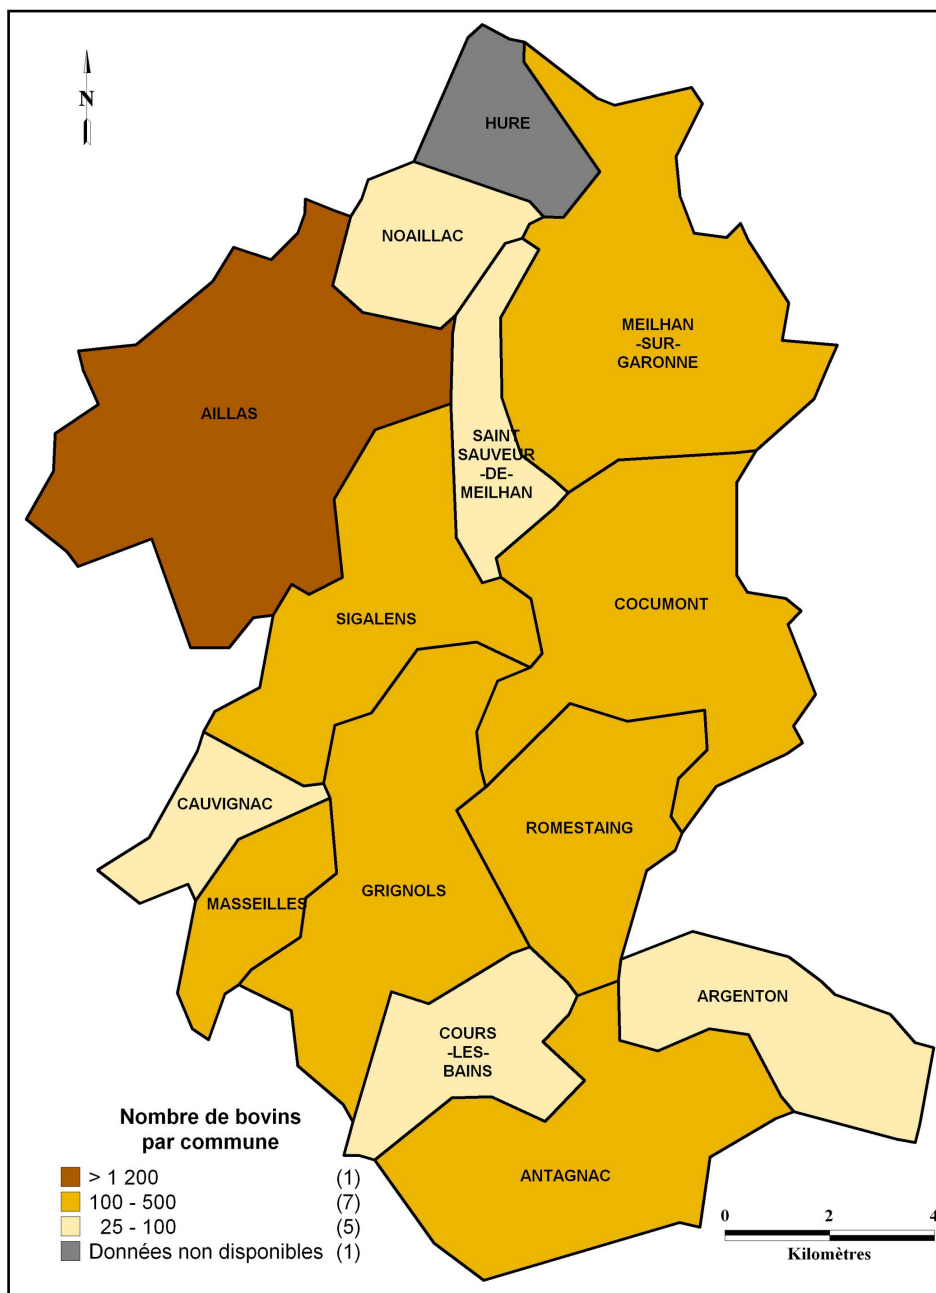 N
HURE
NOAILLAC
MEILHAN
-SUR-
GARONNE
AILLAS
SAINT
SAUVEUR
-DE-
MEILHAN
COCUMONT
SIGALENS
CAUVIGNAC
ROMESTAING
GRIGNOLS
MASSEILLES
ARGENTON
COURS
-LES-
BAINS
ANTAGNAC
Nombre de bovins
par commune
> 1 200 (1)
100 - 500 (7)
25 - 100 (5)
Données non disponibles (1)
0 2 4
Kilomètres